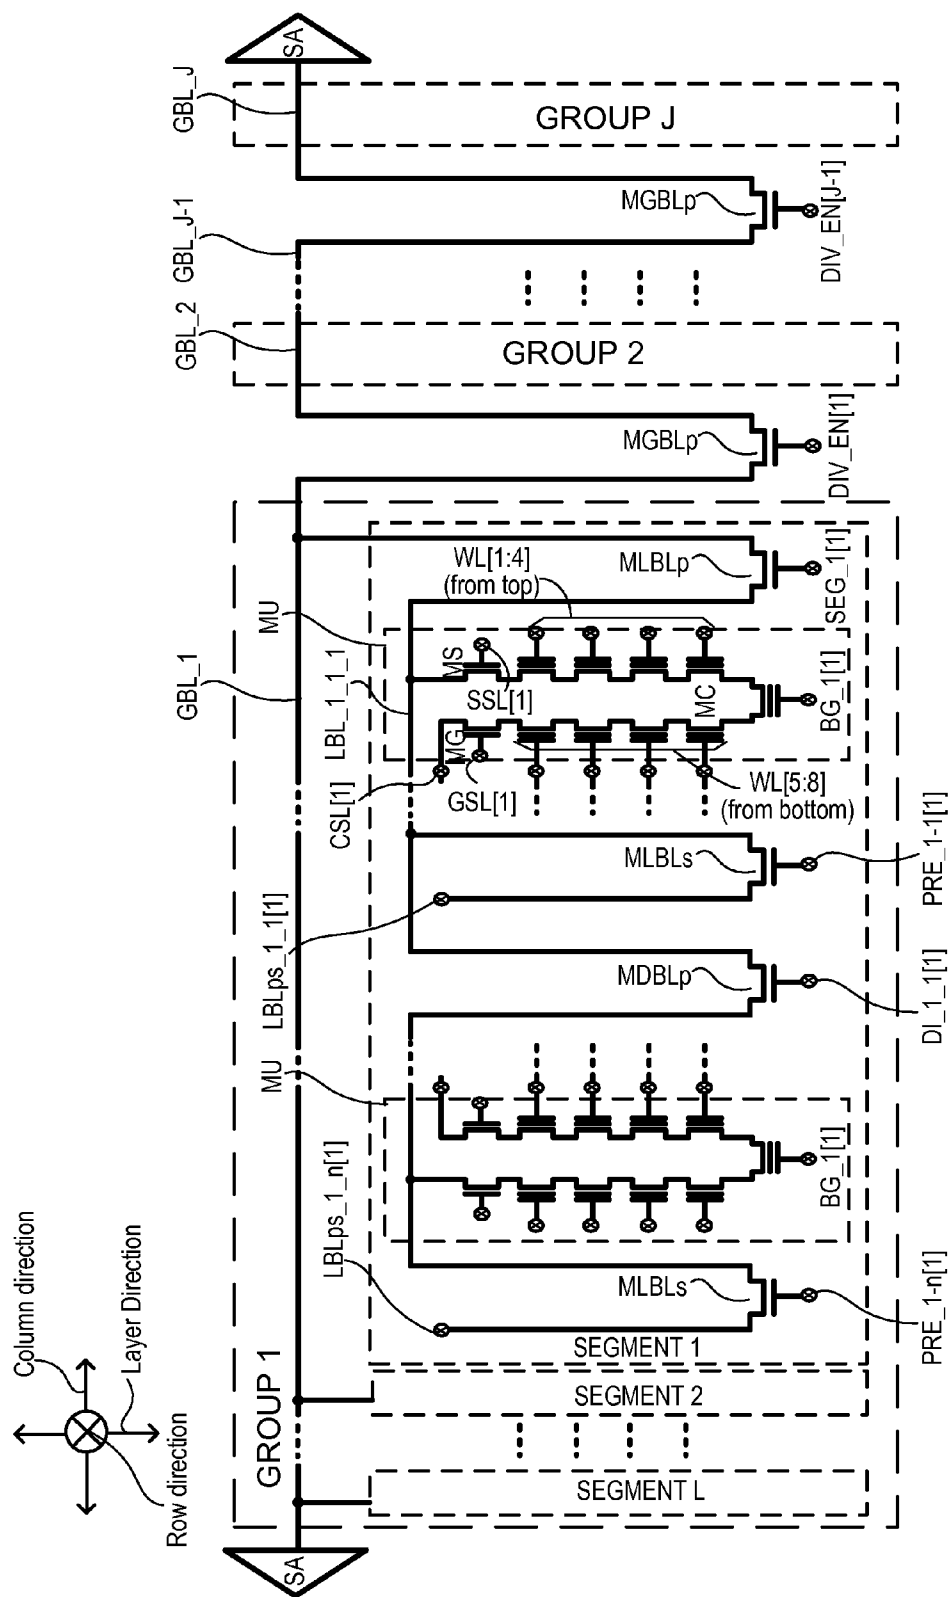 SA
GBL_J
GROUP J
MGBLp
DIV_EN[J-1]
GBL_J-1
GBL_2
GROUP 2
MGBLp
DIV_EN[1]
GBL_1
MU
LBL_1_1_1
CSL[1]
WL[1:4]
(from top)
MLBLp
SEG_1[1]
MS
SSL[1]
MG
GSL[1]
MC
BG_1[1]
WL[5:8]
(from bottom)
MLBLs
PRE_1-1[1]
LBLps_1_1[1]
MDBLp
DI_1_1[1]
MU
BG_1[1]
LBLps_1_n[1]
MLBLs
PRE_1-n[1]
SEGMENT 1
SEGMENT 2
SEGMENT L
GROUP 1
SA
Column direction
Layer Direction
Row direction